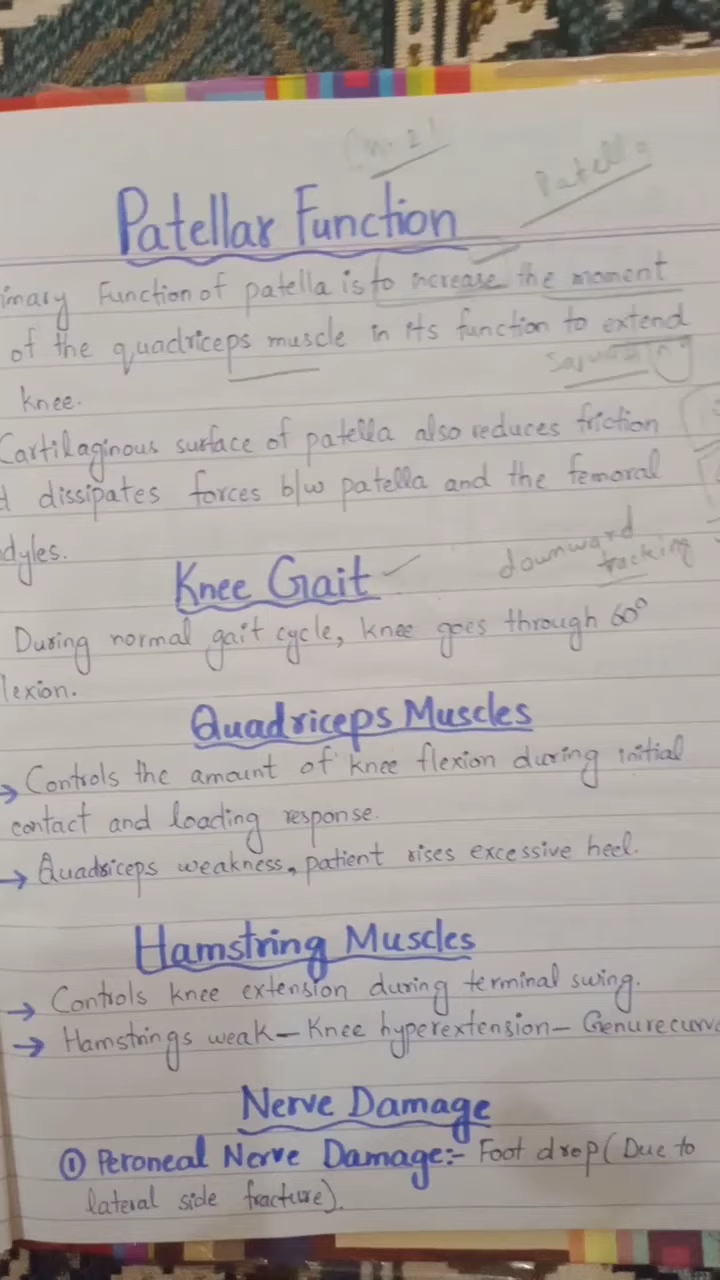 Ch. 21
Patella
Patellar Function
imary Function of patella is to increase the moment
of the quadriceps muscle in its function to extend
knee.
Cartilaginous surface of patella also reduces friction
d dissipates forces b/w patella and the femoral
dyles.
downward
tracking
Knee Gait
During normal gait cycle, knee goes through 60°
lexion.
Quadriceps Muscles
→ Controls the amount of knee flexion during initial
contact and loading response.
→ Quadriceps weakness, patient rises excessive heel.
Hamstring Muscles
→ Controls knee extension during terminal swing.
→ Hamstrings weak – Knee hyperextension – Genurecurv
Nerve Damage
① Peroneal Nerve Damage:- Foot drop (Due to
lateral side fracture).